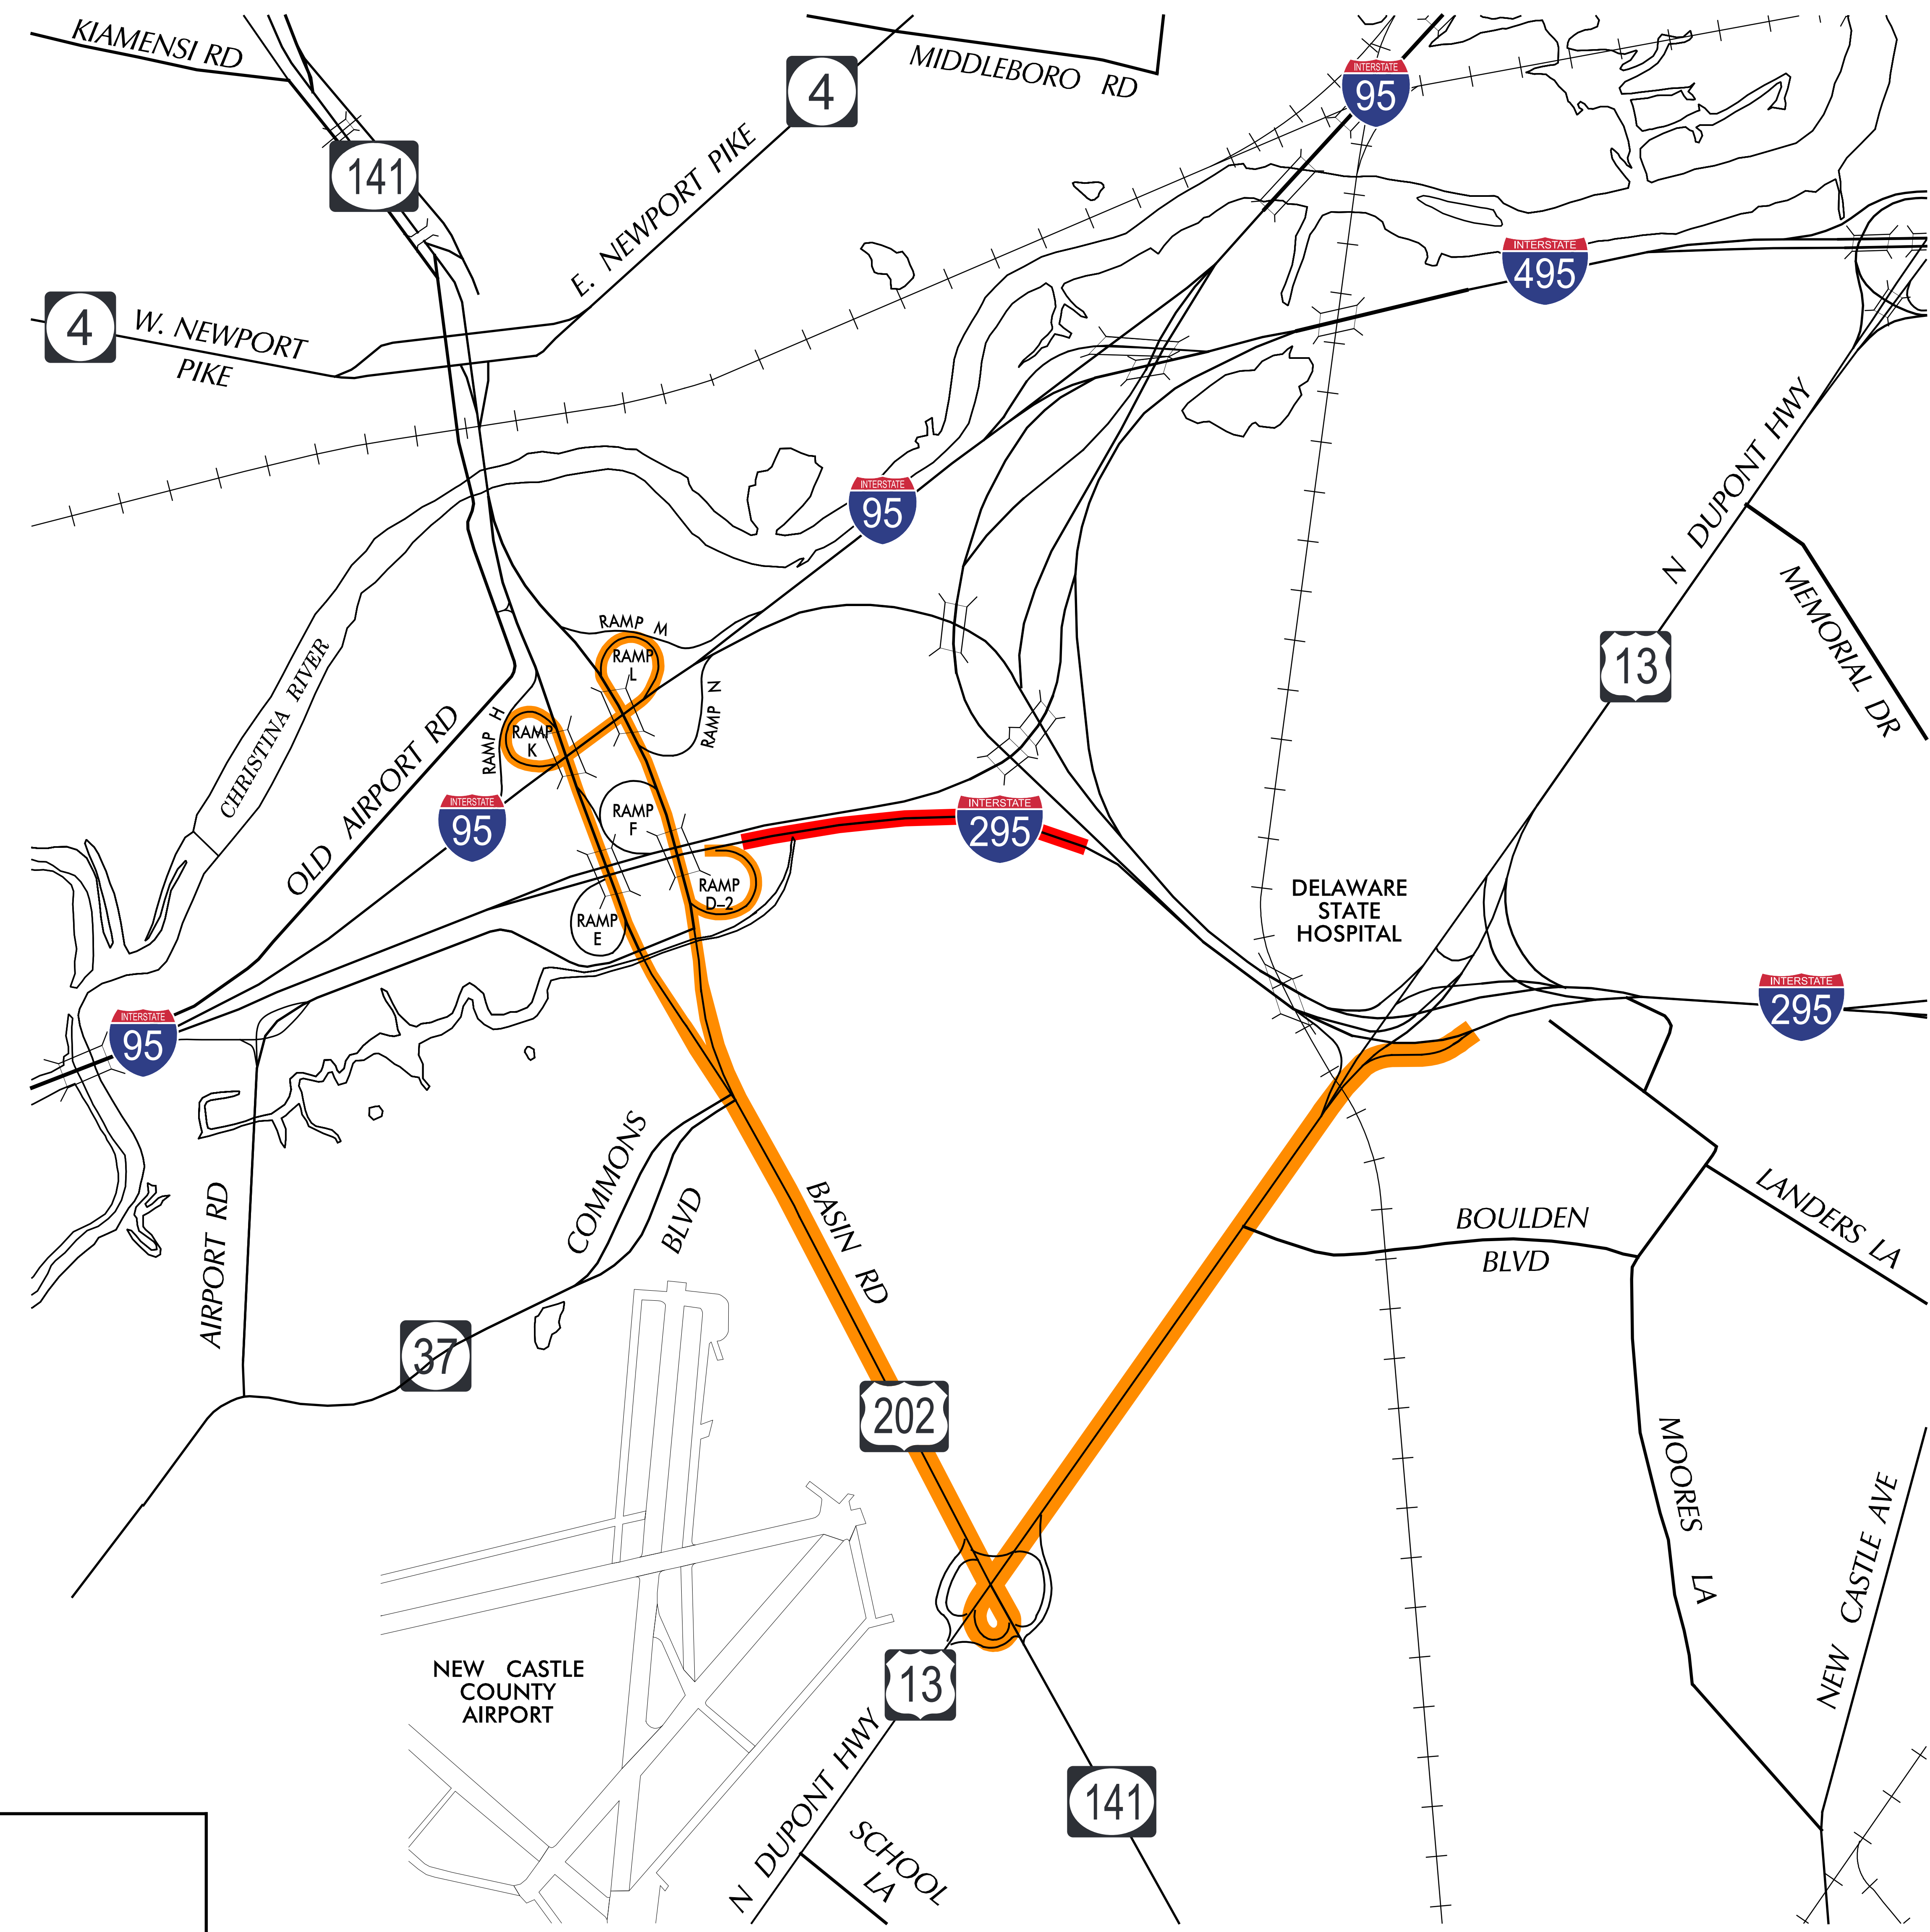 KIAMENSI RD
MIDDLEBORO RD
4
INTERSTATE
95
141
E. NEWPORT PIKE
INTERSTATE
495
4
W. NEWPORT
PIKE
N DUPONT HWY
INTERSTATE
95
MEMORIAL DR
RAMP M
RAMP
L
13
CHRISTINA RIVER
OLD AIRPORT RD
RAMP H
RAMP
K
RAMP N
INTERSTATE
95
RAMP
F
INTERSTATE
295
RAMP
D-2
RAMP
E
DELAWARE
STATE
HOSPITAL
INTERSTATE
295
INTERSTATE
95
COMMONS
BLVD
AIRPORT RD
BASIN RD
BOULDEN
BLVD
LANDERS LA
37
202
MOORES
LA
NEW CASTLE AVE
NEW CASTLE
COUNTY
AIRPORT
13
N DUPONT HWY
141
SCHOOL
LA